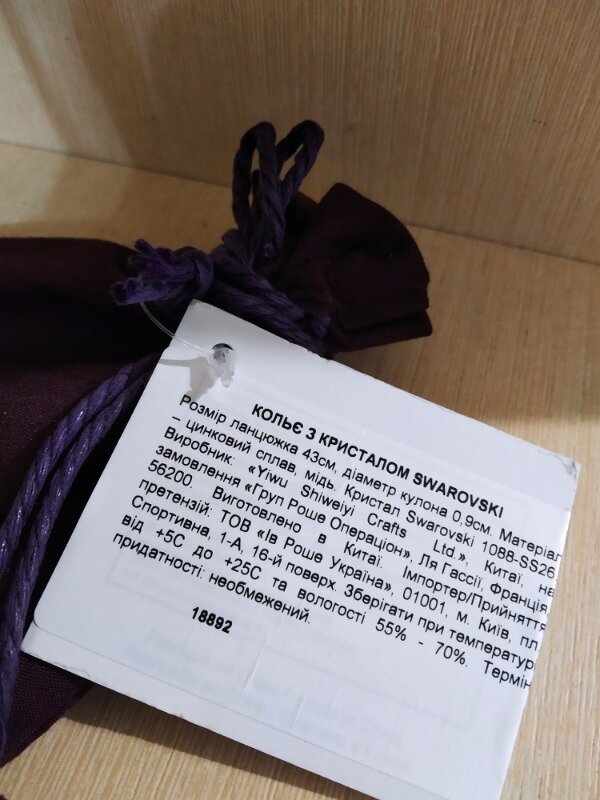 КОЛЬЄ З КРИСТАЛОМ SWAROVSKI
Розмір ланцюжка 43см, діаметр кулона 0,9см. Матеріал
– цинковий сплав, мідь. Кристал Swarovski 1088-SS26.
Виробник: «Yiwu Shiweiyi Crafts Ltd», Китай, на
замовлення «Груп Роше Операціон», Ля Гассії, Франція
56200. Виготовлено в Китаї. Імпортер/Прийняття
претензій: ТОВ «Ів Роше Україна», 01001, м. Київ, пл.
Спортивна, 1-А, 16-й поверх. Зберігати при температурі
від +5С до +25С та вологості 55% - 70%. Термін
придатності: необмежений.
18892